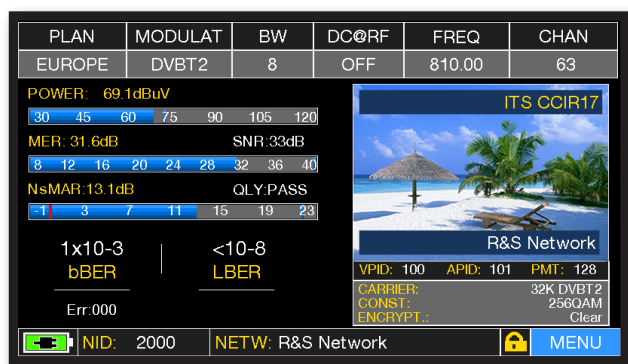 PLAN MODULAT BW DC@RF FREQ CHAN
EUROPE DVBT2 8 OFF 810.00 63
POWER: 69.1dBuV
30 45 60 75 90 105 120
MER: 31.6dB SNR:33dB
8 12 16 20 24 28 32 36 40
NsMAR:13.1dB QLY:PASS
-1 3 7 11 15 19 23
1x10-3 <10-8
bBER LBER
Err:000
ITS CCIR17
R&S Network
VPID: 100 APID: 101 PMT: 128
CARRIER: 32K DVBT2
CONST: 256QAM
ENCRYPT.: Clear
NID: 2000 NETW: R&S Network MENU